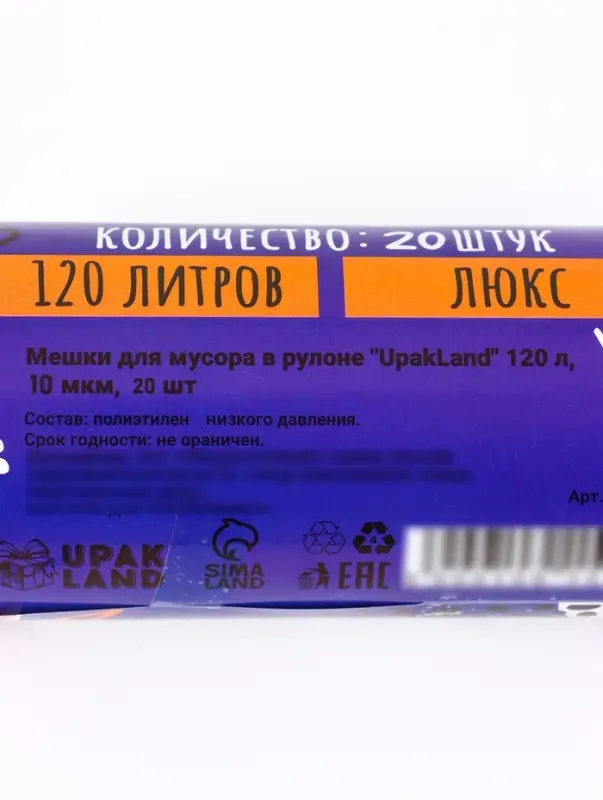 КОЛИЧЕСТВО: 20 ШТУК
120 ЛИТРОВ
ЛЮКС
Мешки для мусора в рулоне "UpakLand" 120 л,
10 мкм, 20 шт
Состав: полиэтилен низкого давления.
Срок годности: не ораничен.
Арт.
UPAK
LAND
SIMA
LAND
4
EAC